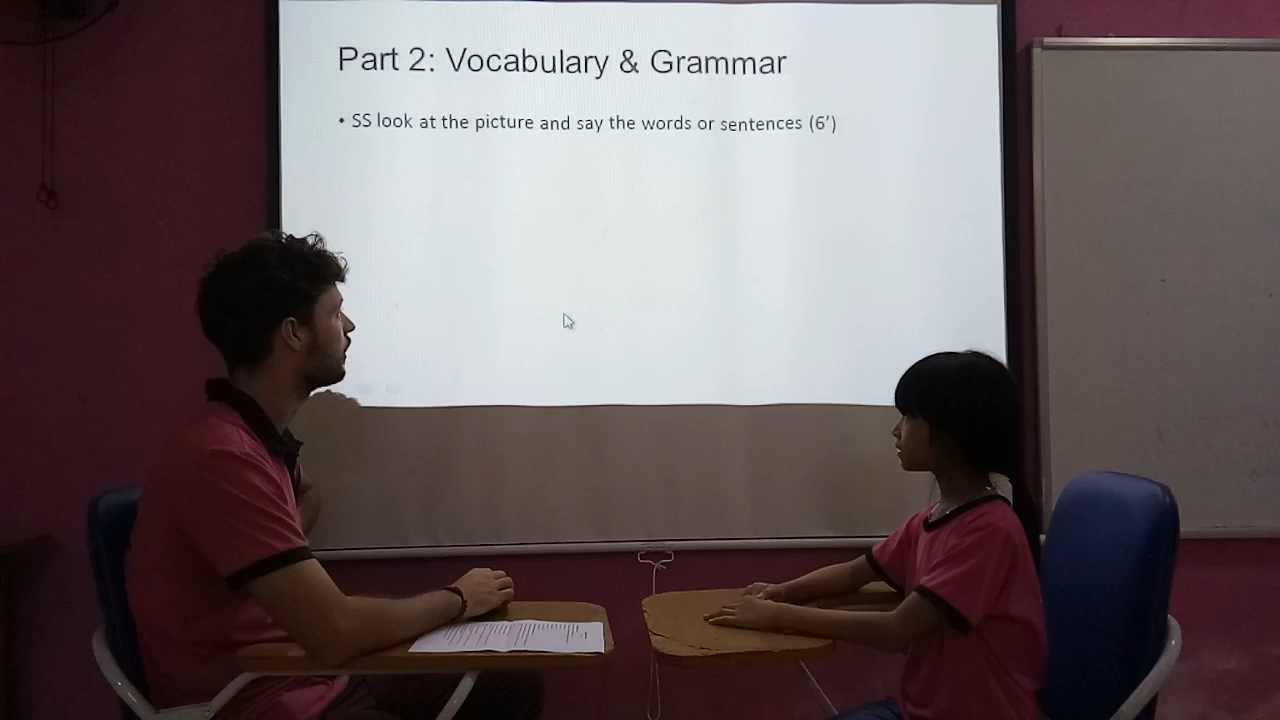 Part 2: Vocabulary & Grammar
• SS look at the picture and say the words or sentences (6′)